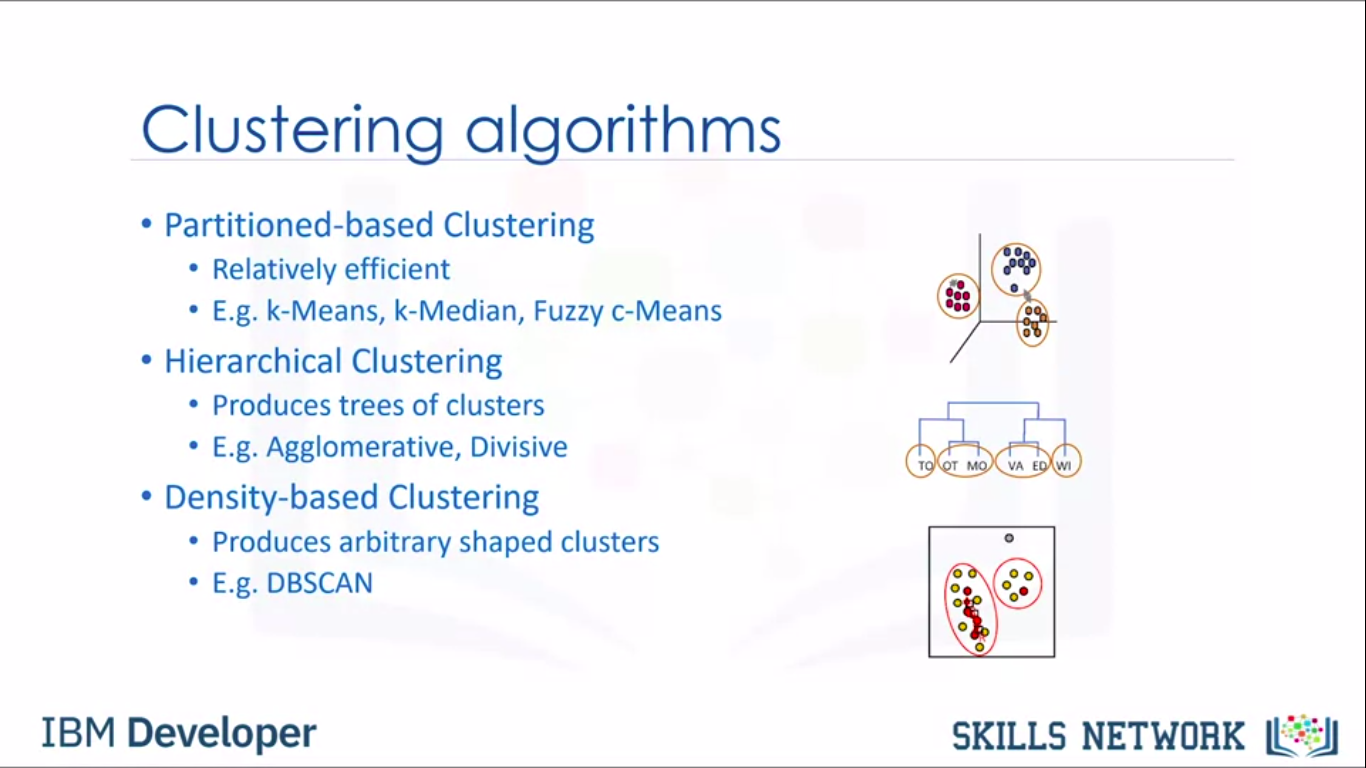 Clustering algorithms
• Partitioned-based Clustering
• Relatively efficient
• E.g. k-Means, k-Median, Fuzzy c-Means
• Hierarchical Clustering
• Produces trees of clusters
• E.g. Agglomerative, Divisive
• Density-based Clustering
• Produces arbitrary shaped clusters
• E.g. DBSCAN
TO OT MO VA ED WI
IBM Developer
SKILLS NETWORK